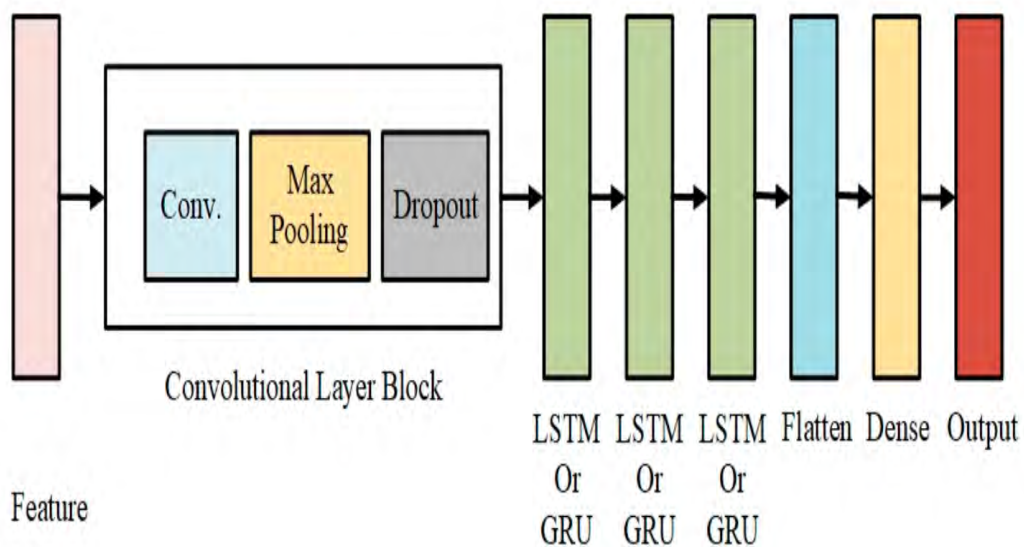 Conv.
Max
Pooling
Dropout
Convolutional Layer Block
LSTM
Or
GRU
LSTM
Or
GRU
LSTM
Or
GRU
Flatten
Dense
Output
Feature